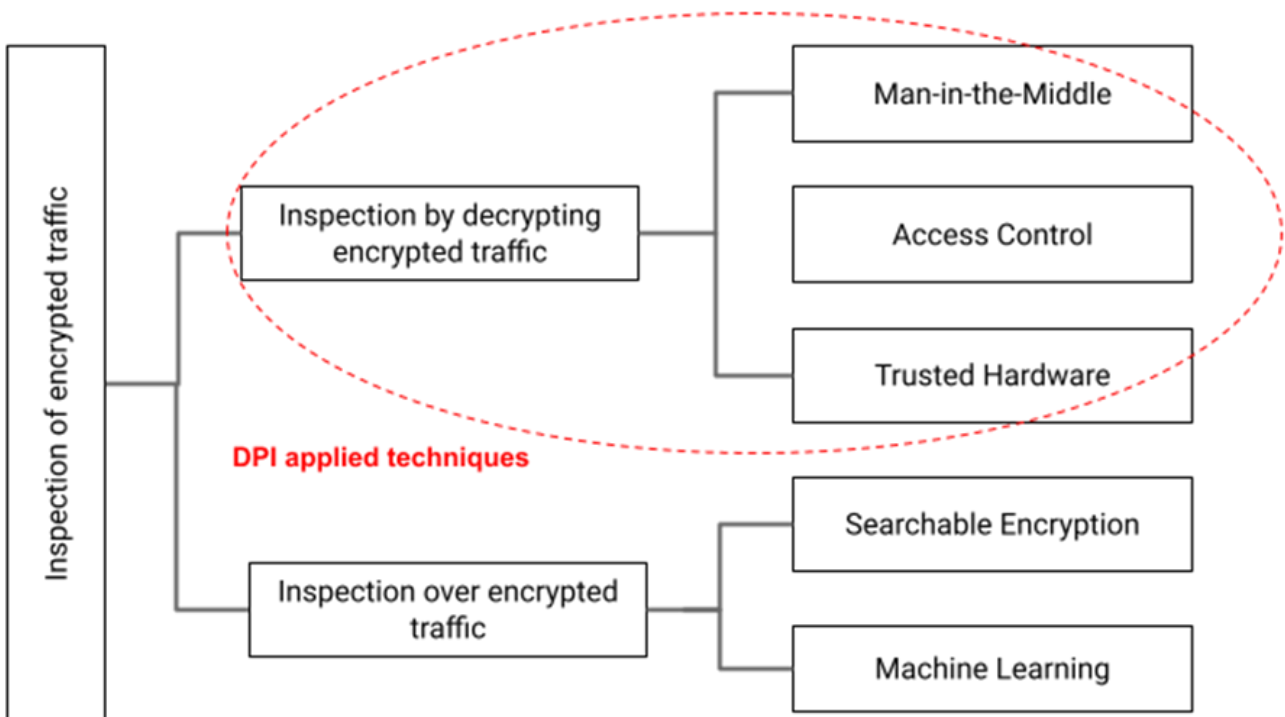 Inspection of encrypted traffic
Inspection by decrypting
encrypted traffic
Man-in-the-Middle
Access Control
Trusted Hardware
DPI applied techniques
Inspection over encrypted
traffic
Searchable Encryption
Machine Learning